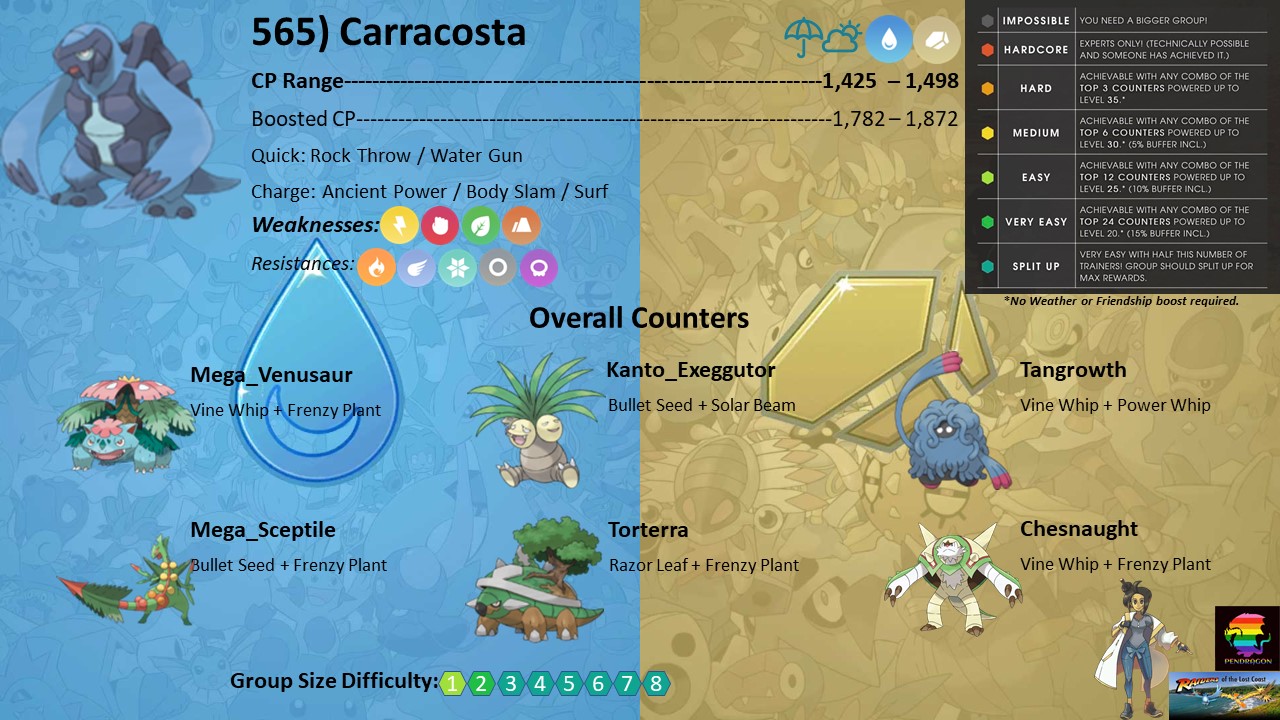 565) Carracosta
CP Range-------------------------------------------------------------------1,425 – 1,498
Boosted CP-------------------------------------------------------------------1,782 – 1,872
Quick: Rock Throw / Water Gun
Charge: Ancient Power / Body Slam / Surf
Weaknesses:
Resistances:
IMPOSSIBLE YOU NEED A BIGGER GROUP!
HARDCORE EXPERTS ONLY! (TECHNICALLY POSSIBLE
AND SOMEONE HAS ACHIEVED IT.)
HARD ACHIEVABLE WITH ANY COMBO OF THE
TOP 3 COUNTERS POWERED UP TO
LEVEL 35.*
MEDIUM ACHIEVABLE WITH ANY COMBO OF THE
TOP 6 COUNTERS POWERED UP TO
LEVEL 30.* (5% BUFFER INCL.)
EASY ACHIEVABLE WITH ANY COMBO OF THE
TOP 12 COUNTERS POWERED UP TO
LEVEL 25.* (10% BUFFER INCL.)
VERY EASY ACHIEVABLE WITH ANY COMBO OF THE
TOP 24 COUNTERS POWERED UP TO
LEVEL 20.* (15% BUFFER INCL.)
SPLIT UP VERY EASY WITH HALF THIS NUMBER OF
TRAINERS! GROUP SHOULD SPLIT UP FOR
MAX REWARDS.
*No Weather or Friendship boost required.
Overall Counters
Mega_Venusaur
Vine Whip + Frenzy Plant
Kanto_Exeggutor
Bullet Seed + Solar Beam
Tangrowth
Vine Whip + Power Whip
Mega_Sceptile
Bullet Seed + Frenzy Plant
Torterra
Razor Leaf + Frenzy Plant
Chesnaught
Vine Whip + Frenzy Plant
Group Size Difficulty: 1 2 3 4 5 6 7 8
PENDRAGON
RAIDERS of the Lost Coast